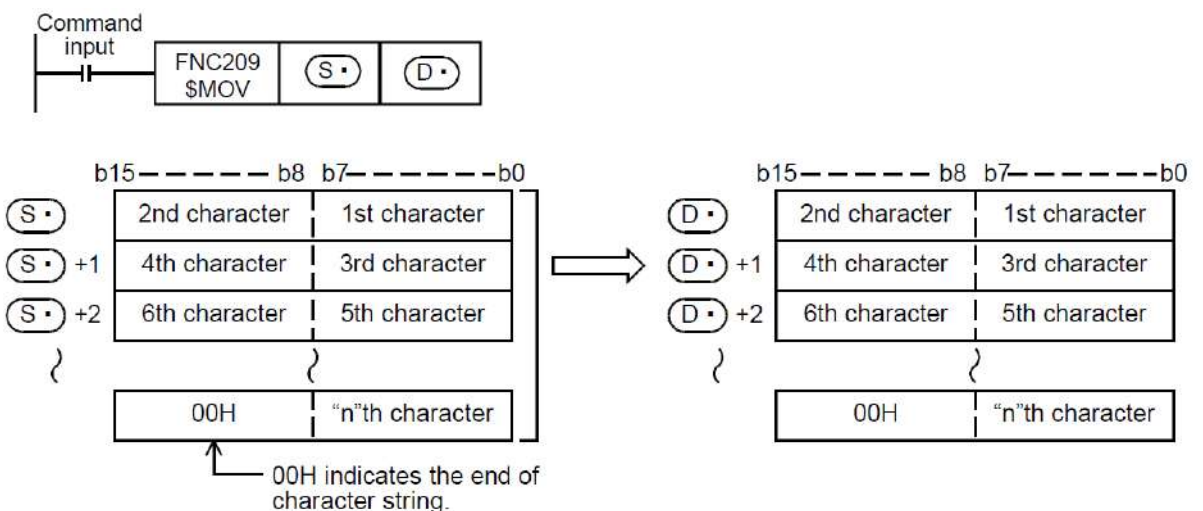 Command
input
FNC209
$MOV
S・
D・
b15 b8 b7 b0
S・ 2nd character 1st character
S・ +1 4th character 3rd character
S・ +2 6th character 5th character
00H "n"th character
00H indicates the end of
character string.
b15 b8 b7 b0
D・ 2nd character 1st character
D・ +1 4th character 3rd character
D・ +2 6th character 5th character
00H "n"th character